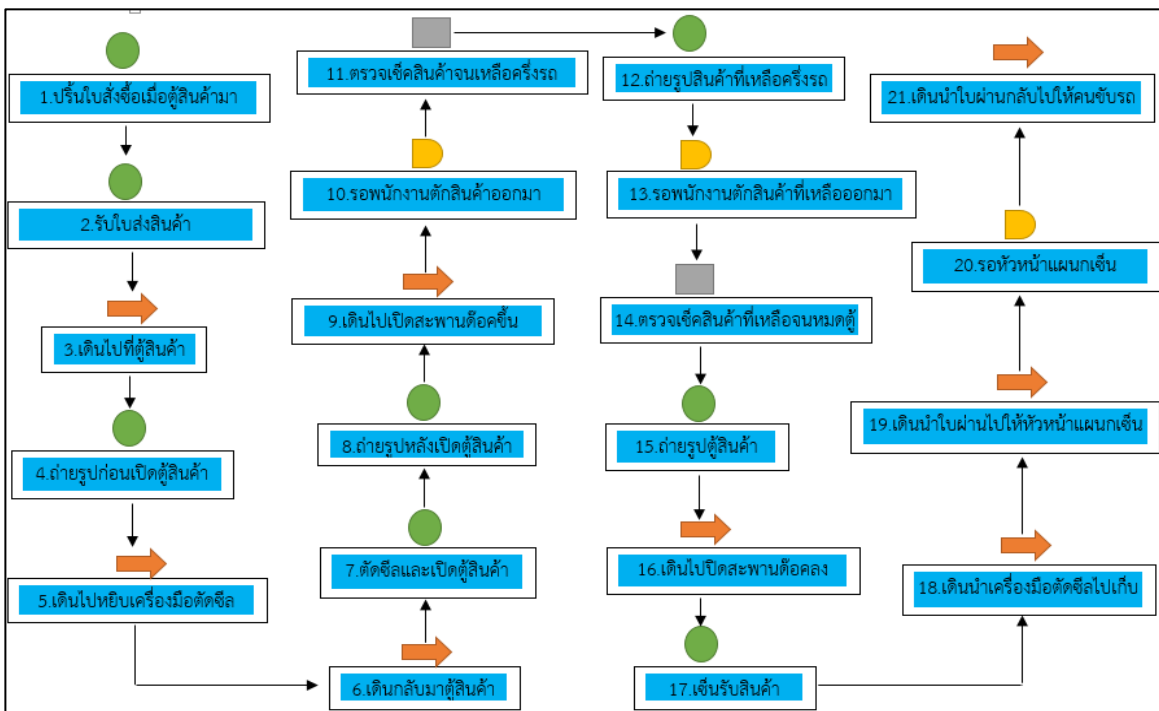 1.ปริ้นใบสั่งซื้อเมื่อตู้สินค้ามา
2.รับใบส่งสินค้า
3.เดินไปที่ตู้สินค้า
4.ถ่ายรูปก่อนเปิดตู้สินค้า
5.เดินไปหยิบเครื่องมือตัดซีล
6.เดินกลับมาตู้สินค้า
7.ตัดซีลและเปิดตู้สินค้า
8.ถ่ายรูปหลังเปิดตู้สินค้า
9.เดินไปเปิดสะพานด๊อคขึ้น
10.รอพนักงานตักสินค้าออกมา
11.ตรวจเช็คสินค้าจนเหลือครึ่งรถ
12.ถ่ายรูปสินค้าที่เหลือครึ่งรถ
13.รอพนักงานตักสินค้าที่เหลือออกมา
14.ตรวจเช็คสินค้าที่เหลือจนหมดตู้
15.ถ่ายรูปตู้สินค้า
16.เดินไปปิดสะพานด๊อคลง
17.เซ็นรับสินค้า
18.เดินนำเครื่องมือตัดซีลไปเก็บ
19.เดินนำใบผ่านไปให้หัวหน้าแผนกเซ็น
20.รอหัวหน้าแผนกเซ็น
21.เดินนำใบผ่านกลับไปให้คนขับรถ